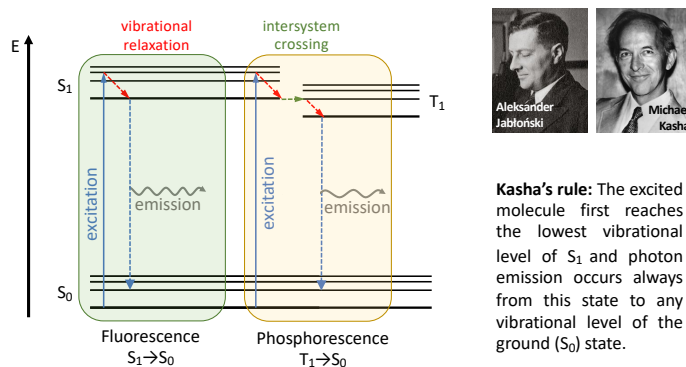 vibrational
relaxation
intersystem
crossing
E
S1
T1
excitation
emission
excitation
emission
S0
Fluorescence
S1→S0
Phosphorescence
T1→S0
Aleksander
Jabłoński
Michael
Kasha
Kasha's rule: The excited
molecule first reaches
the lowest vibrational
level of S1 and photon
emission occurs always
from this state to any
vibrational level of the
ground (S0) state.